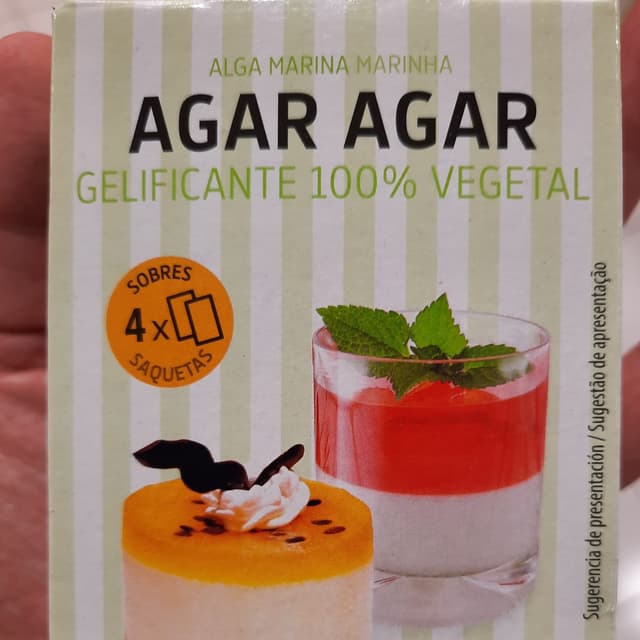 ALGA MARINA MARINHA
AGAR AGAR
GELIFICANTE 100% VEGETAL
SOBRES
4x
SAQUETAS
Sugerencia de presentación / Sugestão de apresentação